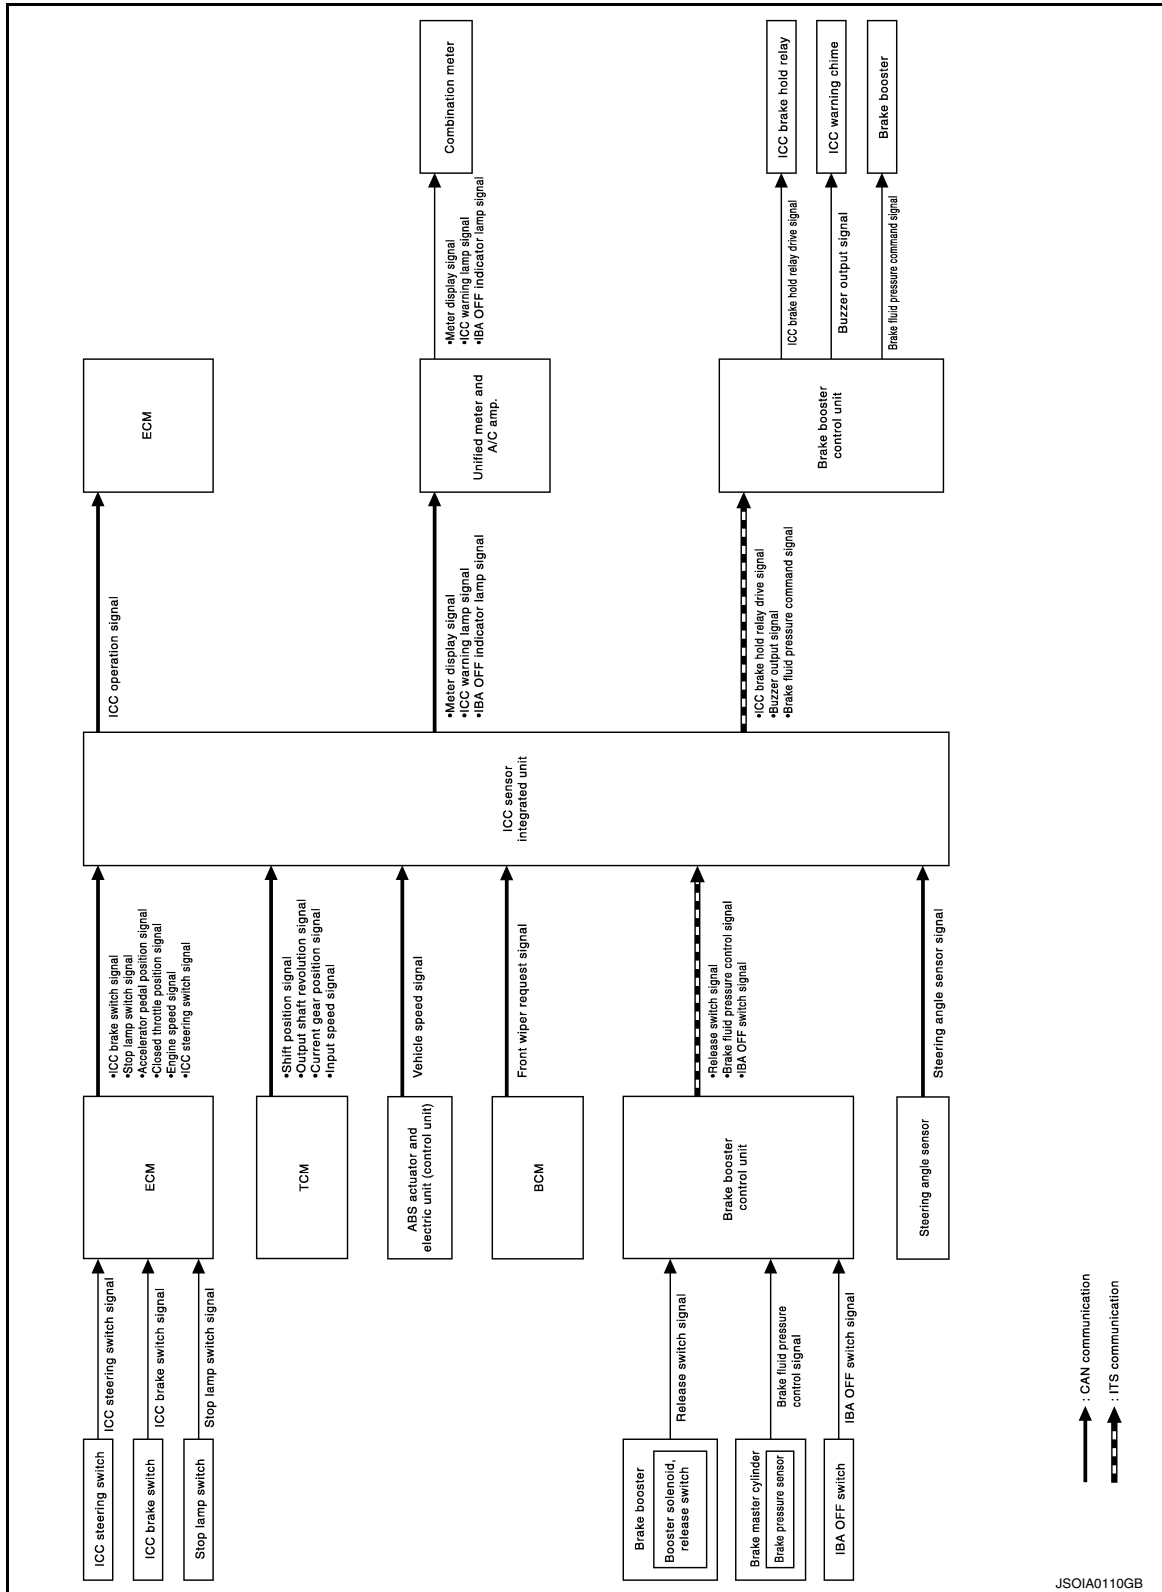 ICC steering switch
ICC brake switch
Stop lamp switch
Brake booster
Booster solenoid,
release switch
Brake master cylinder
Brake pressure sensor
IBA OFF switch
ICC steering switch signal
ICC brake switch signal
Stop lamp switch signal
Release switch signal
Brake fluid pressure
control signal
IBA OFF switch signal
ECM
TCM
ABS actuator and
electric unit (control unit)
BCM
Brake booster
control unit
Steering angle sensor
•ICC brake switch signal
•Stop lamp switch signal
•Accelerator pedal position signal
•Closed throttle position signal
•Engine speed signal
•ICC steering switch signal
•Shift position signal
•Output shaft revolution signal
•Current gear position signal
•Input speed signal
Vehicle speed signal
Front wiper request signal
•Release switch signal
•Brake fluid pressure control signal
•IBA OFF switch signal
Steering angle sensor signal
ICC sensor
integrated unit
ICC operation signal
•Meter display signal
•ICC warning lamp signal
•IBA OFF indicator lamp signal
•ICC brake hold relay drive signal
•Buzzer output signal
•Brake fluid pressure command signal
ECM
Unified meter and
A/C amp.
Brake booster
control unit
•Meter display signal
•ICC warning lamp signal
•IBA OFF indicator lamp signal
ICC brake hold relay drive signal
Buzzer output signal
Brake fluid pressure command signal
Combination meter
ICC brake hold relay
ICC warning chime
Brake booster
: CAN communication
: ITS communication
JSOIA0110GB